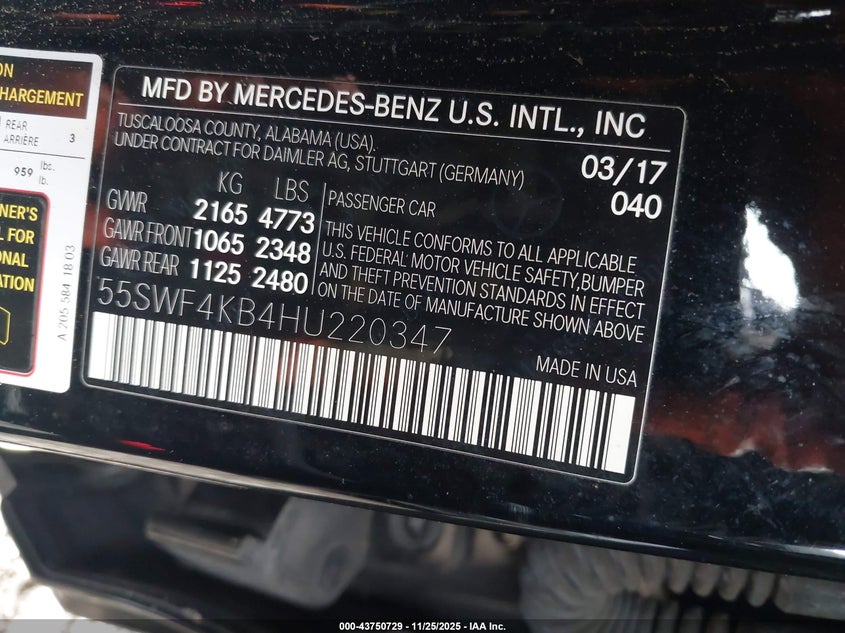 ON
HARGEMENT
REAR
ARRIÈRE
3
959 lbs.
lb.
NER'S
L FOR
ONAL
ATION
A 205 584 18 03
MFD BY MERCEDES-BENZ U.S. INTL., INC
TUSCALOOSA COUNTY, ALABAMA (USA).
UNDER CONTRACT FOR DAIMLER AG, STUTTGART (GERMANY)
03/17
040
KG LBS
GVWR 2165 4773
GAWR FRONT 1065 2348
GAWR REAR 1125 2480
PASSENGER CAR
THIS VEHICLE CONFORMS TO ALL APPLICABLE
U.S. FEDERAL MOTOR VEHICLE SAFETY, BUMPER
AND THEFT PREVENTION STANDARDS IN EFFECT
ON THE DATE OF MANUFACTURE SHOWN ABOVE
55SWF4KB4HU220347
MADE IN USA
000-43750729 - 11/25/2025 - IAA Inc.